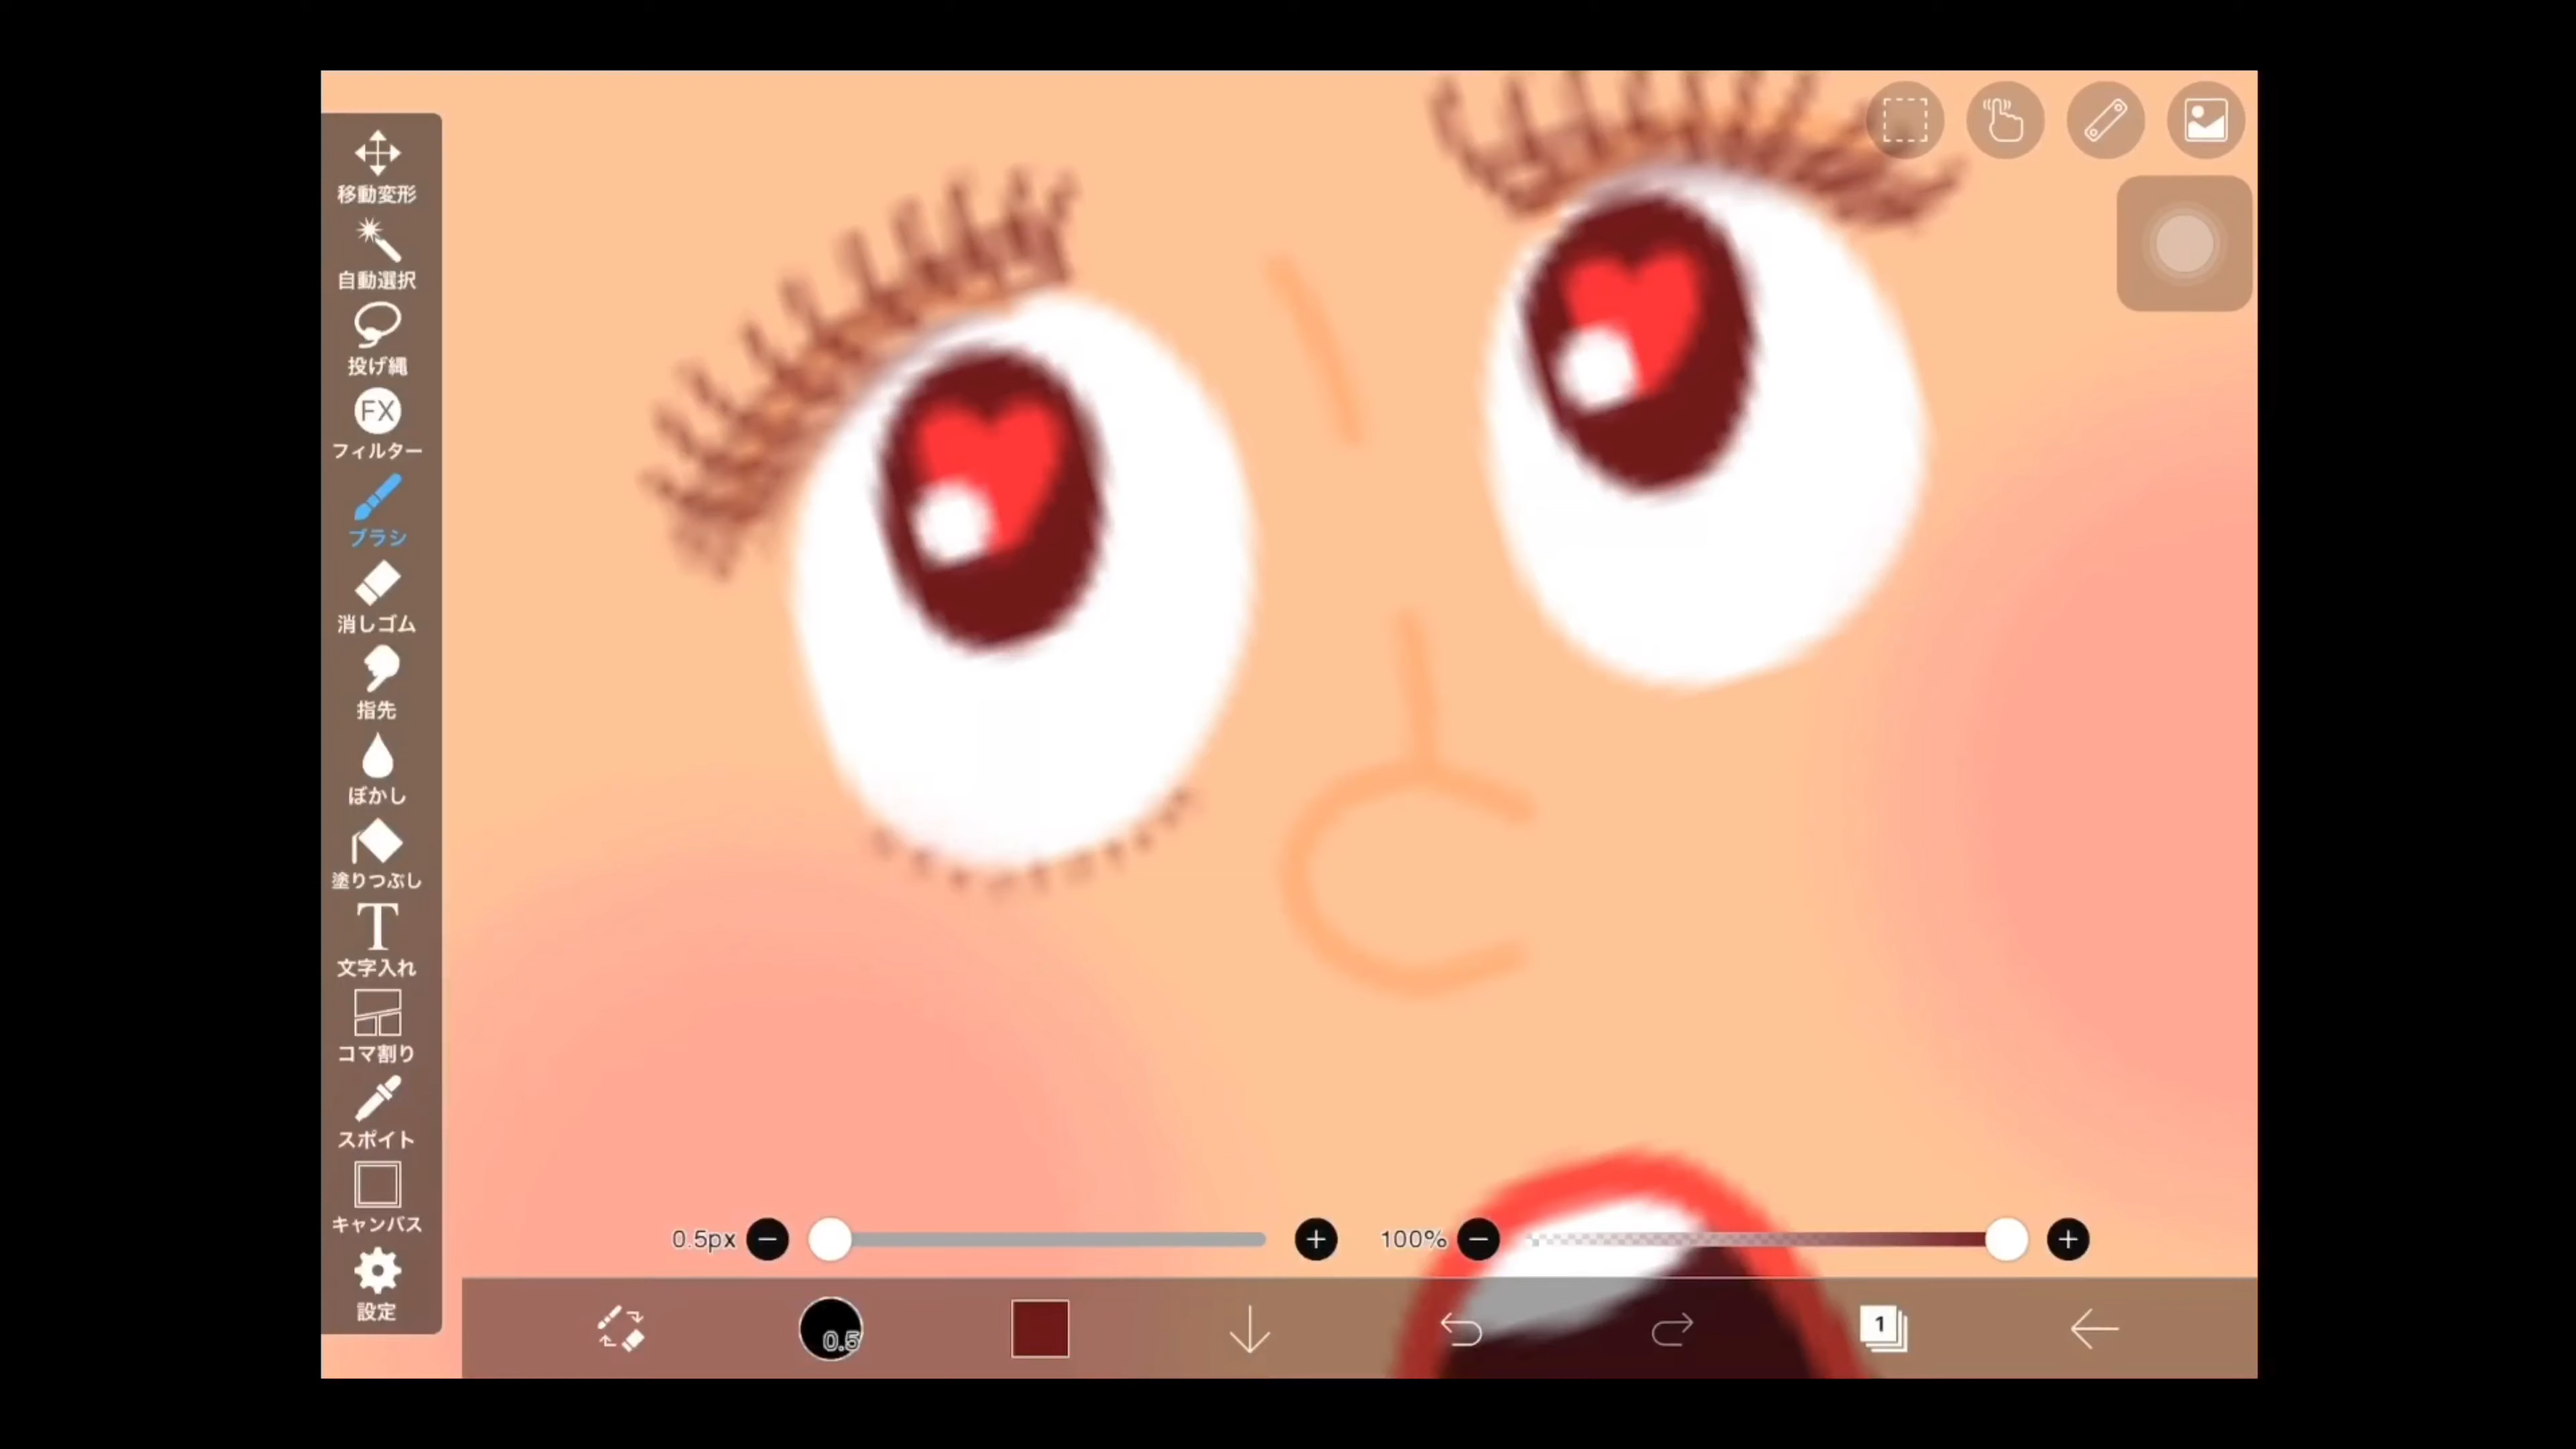 移動変形
自動選択
投げ縄
FX
フィルター
ブラシ
消しゴム
指先
ぼかし
塗りつぶし
T
文字入れ
コマ割り
スポイト
キャンバス
設定
0.5px
100%
0.5
1